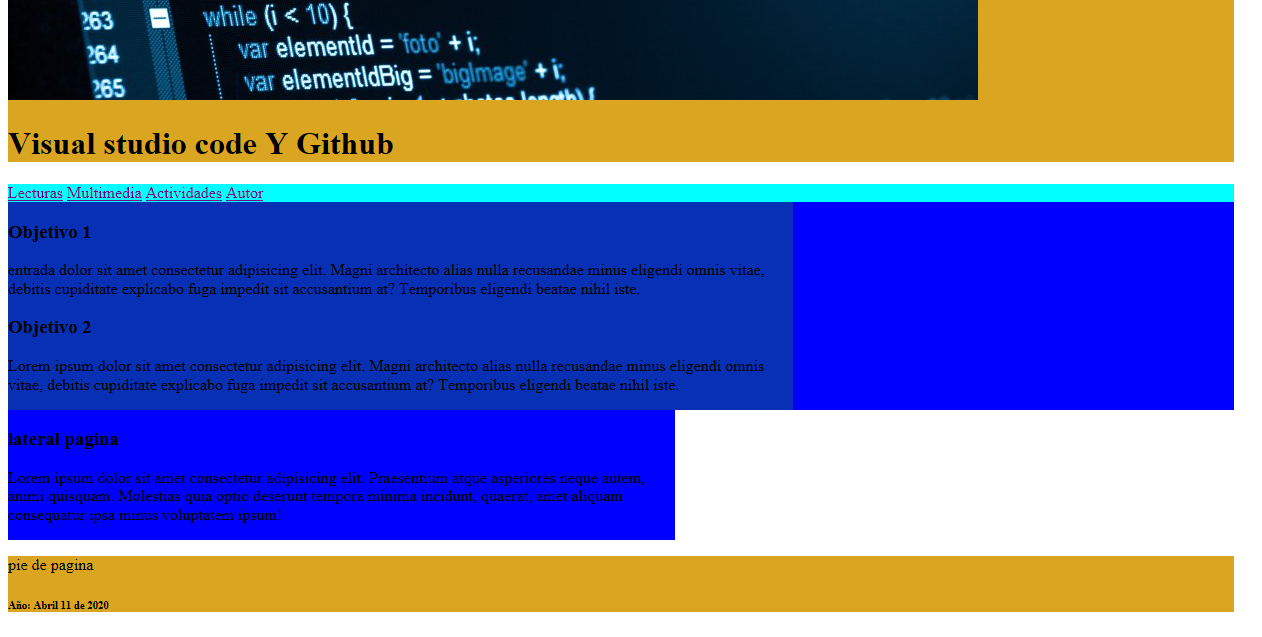 263 while (i < 10) {
264 var elementId = 'foto' + i;
265 var elementIdBig = 'bigImage' + i;
Visual studio code Y Github
Lecturas Multimedia Actividades Autor
Objetivo 1
entrada dolor sit amet consectetur adipisicing elit. Magni architecto alias nulla recusandae minus eligendi omnis vitae,
debitis cupiditate explicabo fuga impedit sit accusantium at? Temporibus eligendi beatae nihil iste.
Objetivo 2
Lorem ipsum dolor sit amet consectetur adipisicing elit. Magni architecto alias nulla recusandae minus eligendi omnis
vitae, debitis cupiditate explicabo fuga impedit sit accusantium at? Temporibus eligendi beatae nihil iste.
lateral pagina
Lorem ipsum dolor sit amet consectetur adipisicing elit. Praesentium atque asperiores neque autem,
animi quisquam. Molestias quia optio deserunt tempora minima incidunt, quaerat, amet aliquam
consequatur ipsa minus voluptatem ipsum!
pie de pagina
Año: Abril 11 de 2020